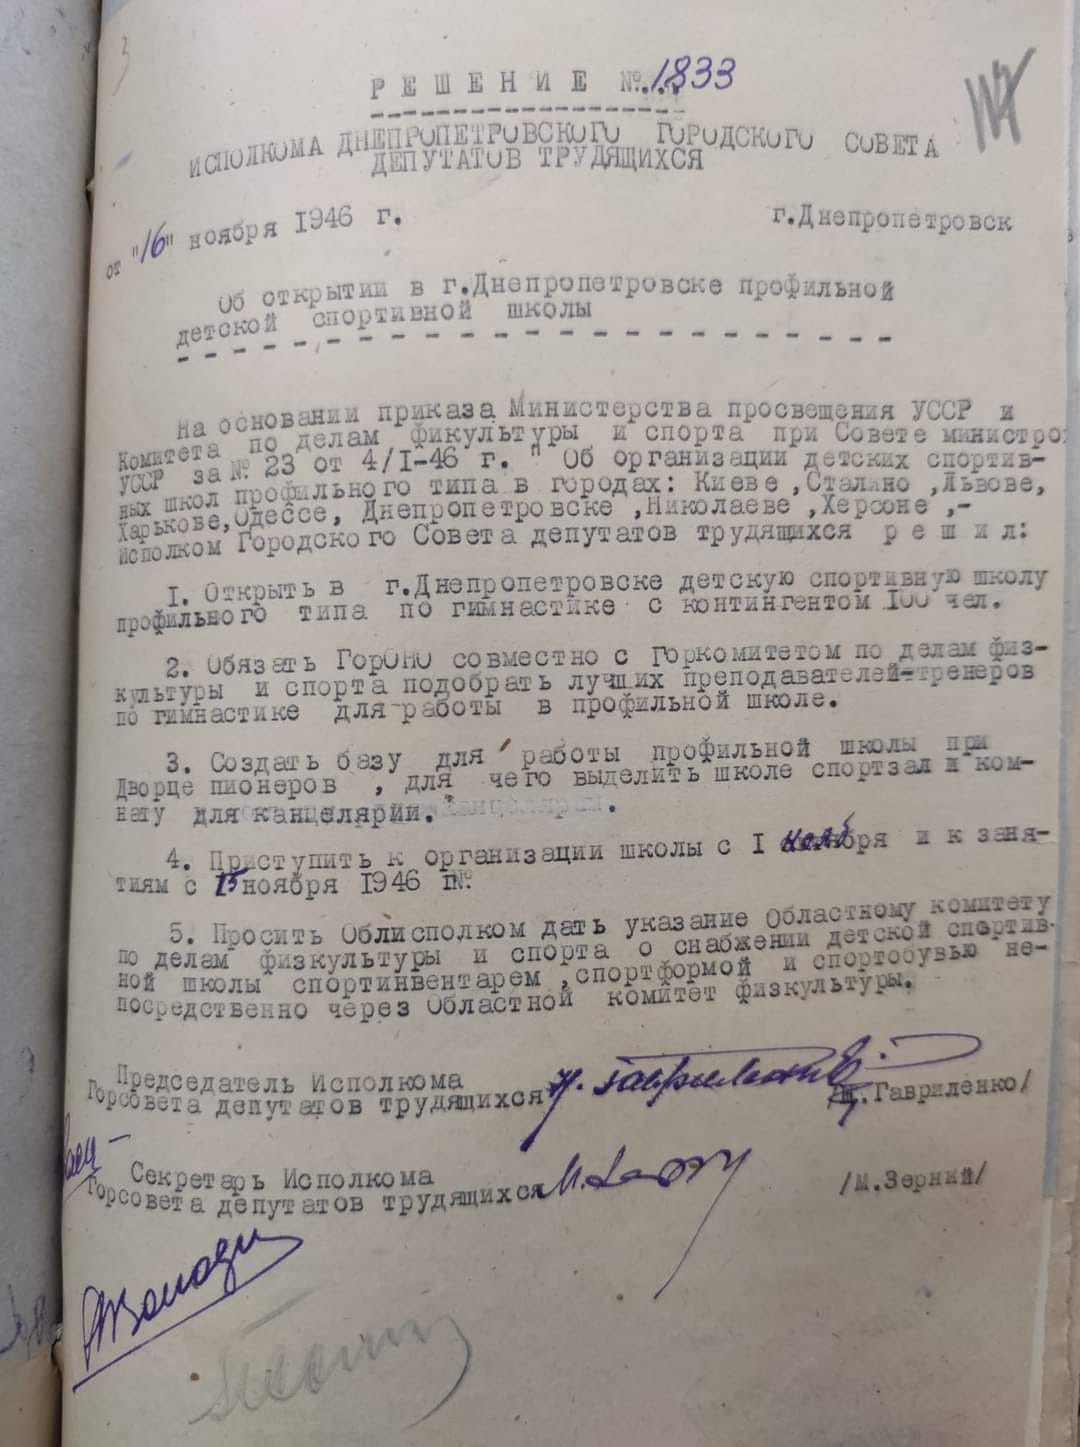 РЕШЕНИЕ №...1833
ИСПОЛКОМА ДНЕПРОПЕТРОВСКОГО ГОРОДСКОГО СОВЕТА
ДЕПУТАТОВ ТРУДЯЩИХСЯ
от "16" ноября 1946 г. г.Днепропетровск
Об открытии в г.Днепропетровске профильной
детской спортивной школы
На основании приказа Министерства просвещения УССР и
Комитета по делам фикультуры и спорта при Совете министро
УССР за № 23 от 4/I-46 г. " Об организации детских спортив-
ных школ профильного типа в городах: Киеве ,Сталино ,Львове,
Харькове,Одессе, Днепропетровске ,Николаеве ,Херсоне ,-
исполком Городского Совета депутатов трудящихся р е ш и л:
1. Открыть в г.Днепропетровске детскую спортивную школу
профильного типа по гимнастике с контингентом 100 чел.
2. Обязать ГорОНО совместно с Горкомитетом по делам физ-
культуры и спорта подобрать лучших преподавателей-тренеров
по гимнастике для работы в профильной школе.
3. Создать базу для работы профильной школы при
Дворце пионеров , для чего выделить школе спортзал и ком-
нату для канцелярии.
4. Приступить к организации школы с I ноября и к заня-
тиям с 15 ноября 1946 г.
5. Просить Облисполком дать указание Областному комитету
по делам физкультуры и спорта о снабжении детской спортив-
ной школы спортинвентарем ,спортформой и спортобувью не-
посредственно через Областной комитет физкультуры.
Председатель Исполкома
Горсовета депутатов трудящихся Н. Гавриленко .Гавриленко/
Секретарь Исполкома
Горсовета депутатов трудящихся /М.Зерний/